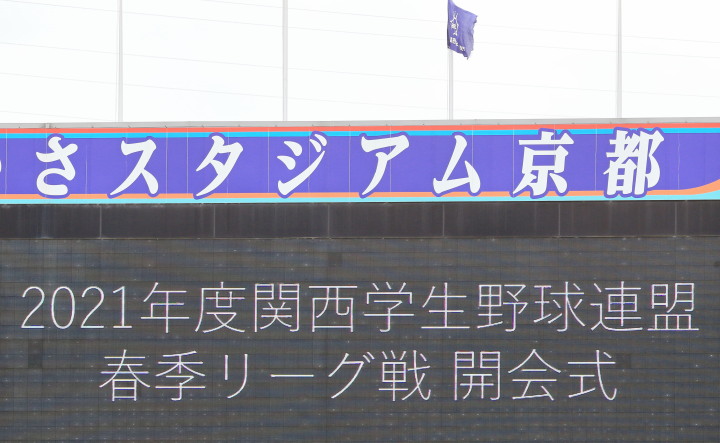 さスタジアム京都
2021年度関西学生野球連盟
春季リーグ戦 開会式